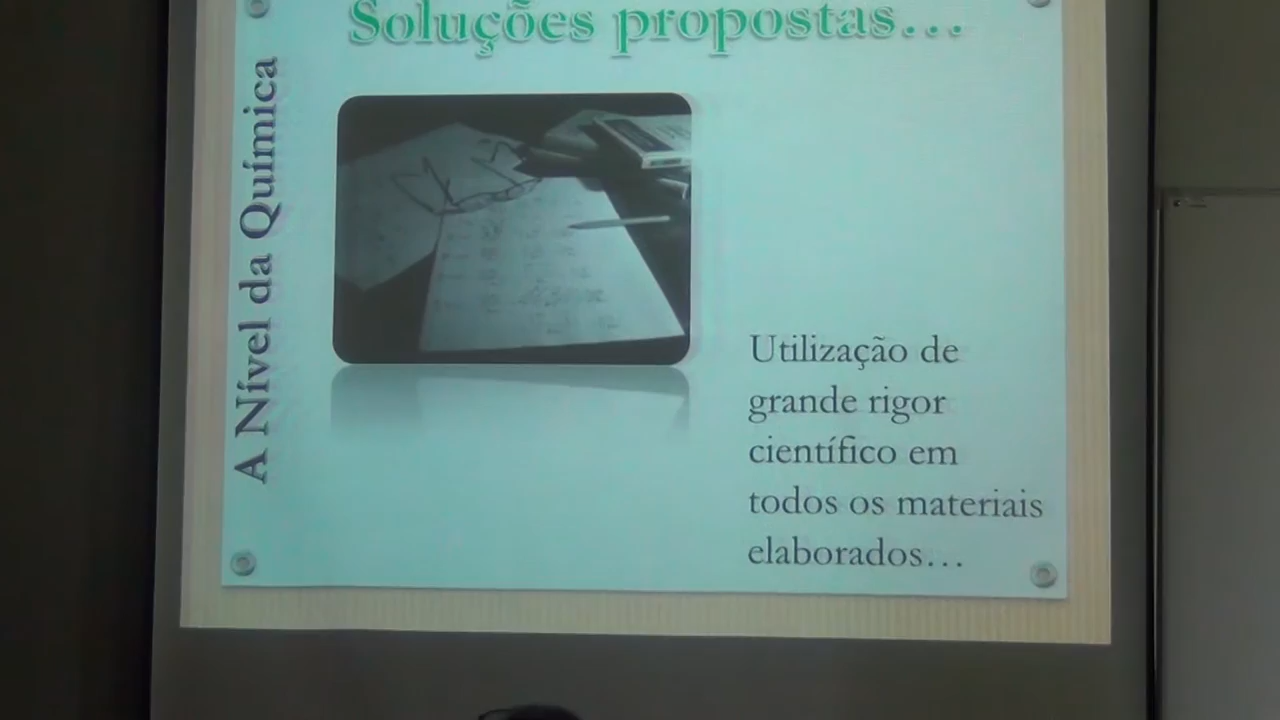 Soluções propostas...
A Nível da Química
Utilização de
grande rigor
científico em
todos os materiais
elaborados...